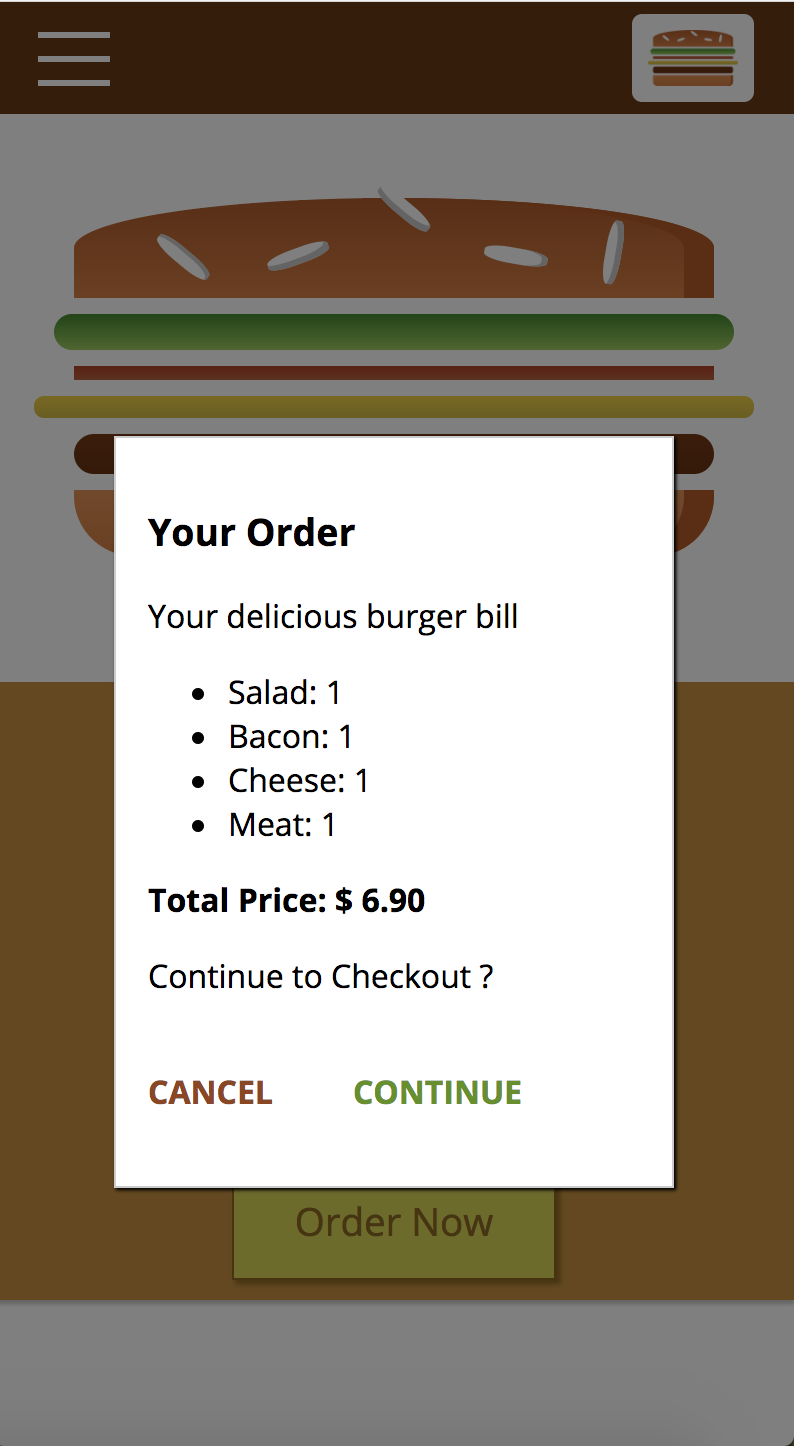 Your Order
Your delicious burger bill
Salad: 1
Bacon: 1
Cheese: 1
Meat: 1
Total Price: $ 6.90
Continue to Checkout ?
CANCEL CONTINUE
Order Now